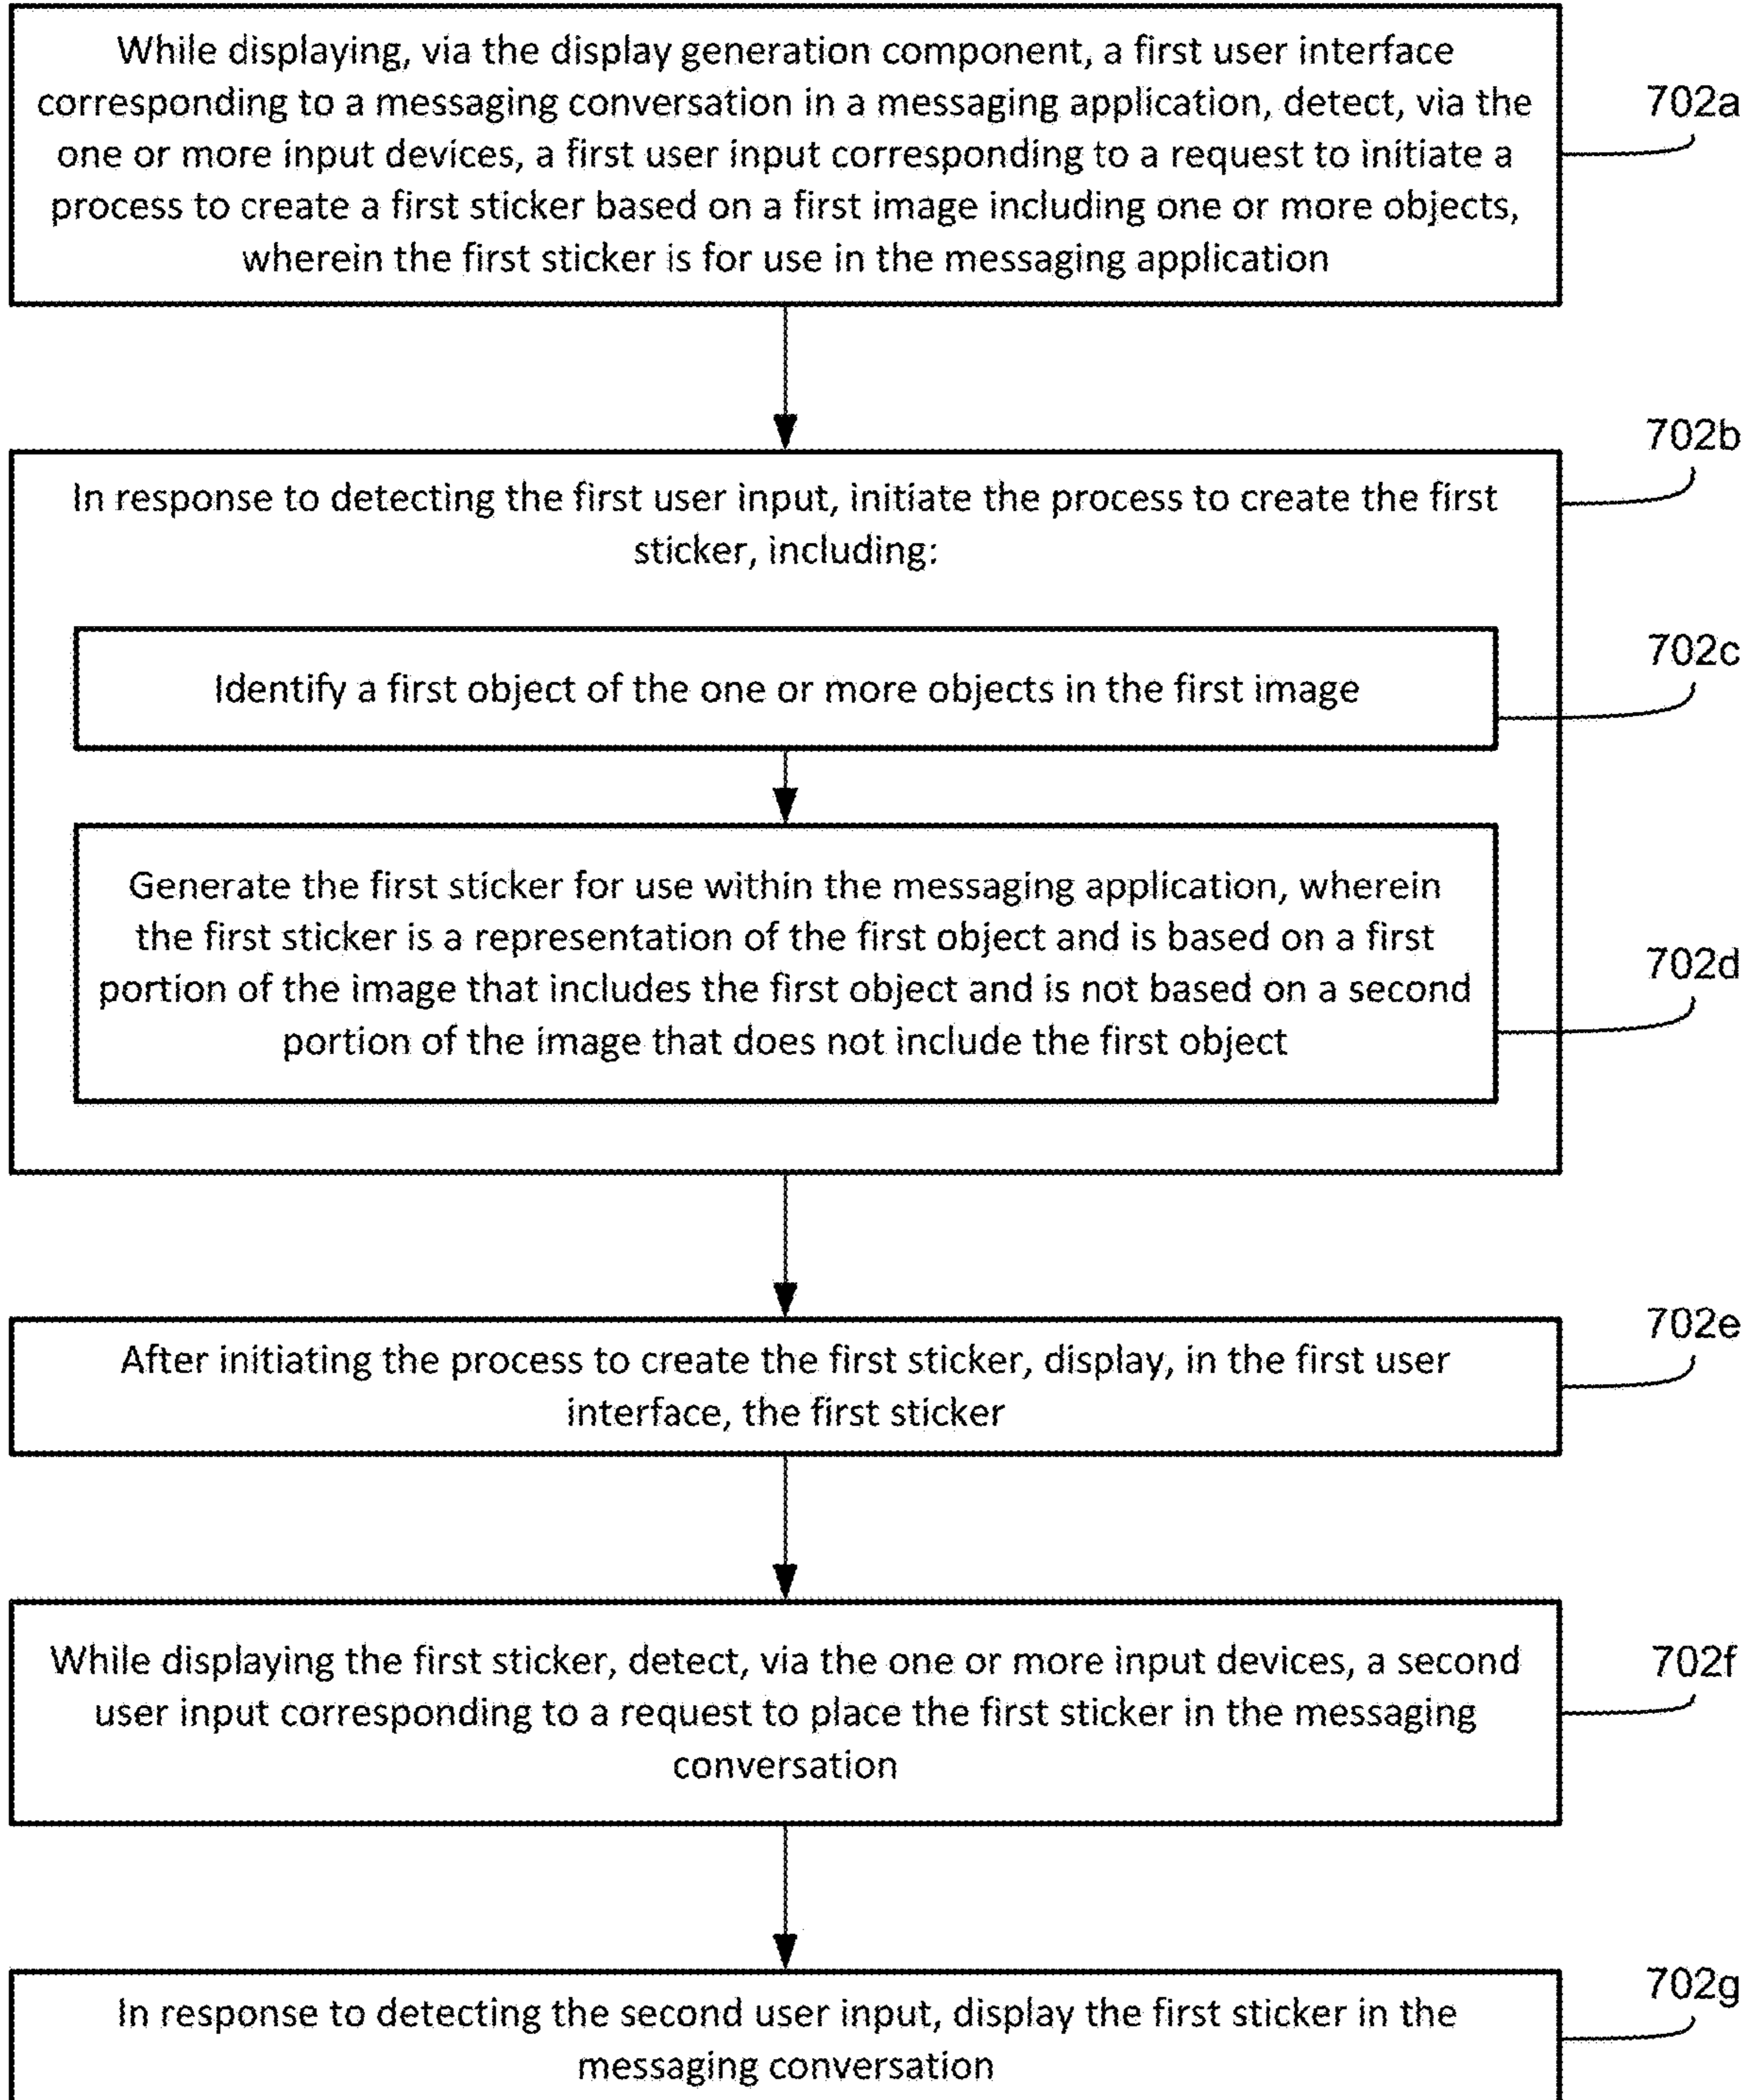 While displaying, via the display generation component, a first user interface
corresponding to a messaging conversation in a messaging application, detect, via the
one or more input devices, a first user input corresponding to a request to initiate a
process to create a first sticker based on a first image including one or more objects,
wherein the first sticker is for use in the messaging application
702a
702b
In response to detecting the first user input, initiate the process to create the first
sticker, including:
702c
Identify a first object of the one or more objects in the first image
Generate the first sticker for use within the messaging application, wherein
the first sticker is a representation of the first object and is based on a first
portion of the image that includes the first object and is not based on a second
portion of the image that does not include the first object
702d
702e
After initiating the process to create the first sticker, display, in the first user
interface, the first sticker
While displaying the first sticker, detect, via the one or more input devices, a second
user input corresponding to a request to place the first sticker in the messaging
conversation
702f
702g
In response to detecting the second user input, display the first sticker in the
messaging conversation